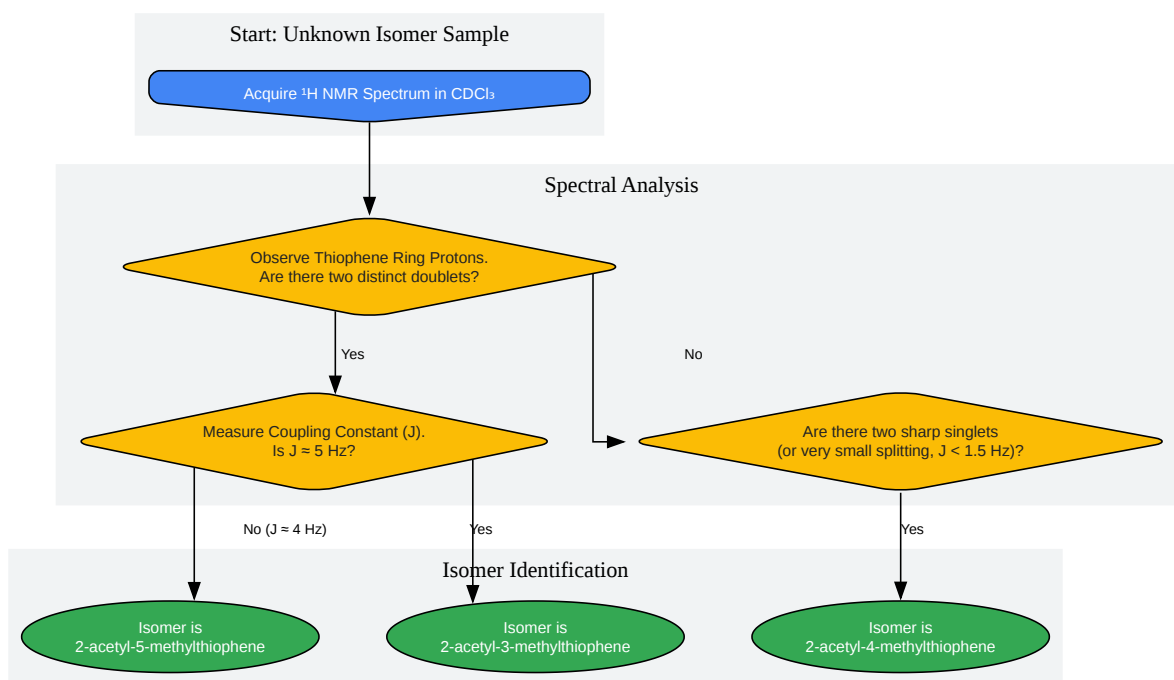 Start: Unknown Isomer Sample
Acquire ¹H NMR Spectrum in CDCl₃
Spectral Analysis
Observe Thiophene Ring Protons.
Are there two distinct doublets?
Yes
No
Measure Coupling Constant (J).
Is J ≈ 5 Hz?
Are there two sharp singlets
(or very small splitting, J < 1.5 Hz)?
No (J ≈ 4 Hz)
Yes
Yes
Isomer Identification
Isomer is
2-acetyl-5-methylthiophene
Isomer is
2-acetyl-3-methylthiophene
Isomer is
2-acetyl-4-methylthiophene